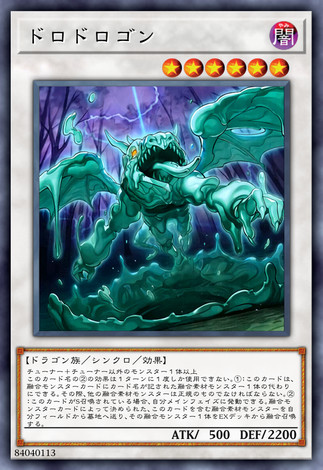 ドロドロゴン
やみ
闇
【ドラゴン族／シンクロ／効果】
チューナー＋チューナー以外のモンスター１体以上
このカード名の②の効果は１ターンに１度しか使用できない。①：このカードは、
融合モンスターカードにカード名が記された融合素材モンスター１体の代わり
にできる。その際、他の融合素材モンスターは正規のものでなければならない。②
：このカードがS召喚されている場合、自分メインフェイズに発動できる。融合モ
ンスターカードによって決められた、このカードを含む融合素材モンスターを自
分フィールドから墓地へ送り、その融合モンスター１体をEXデッキから融合召喚
する。
ATK/ 500 DEF/2200
84040113